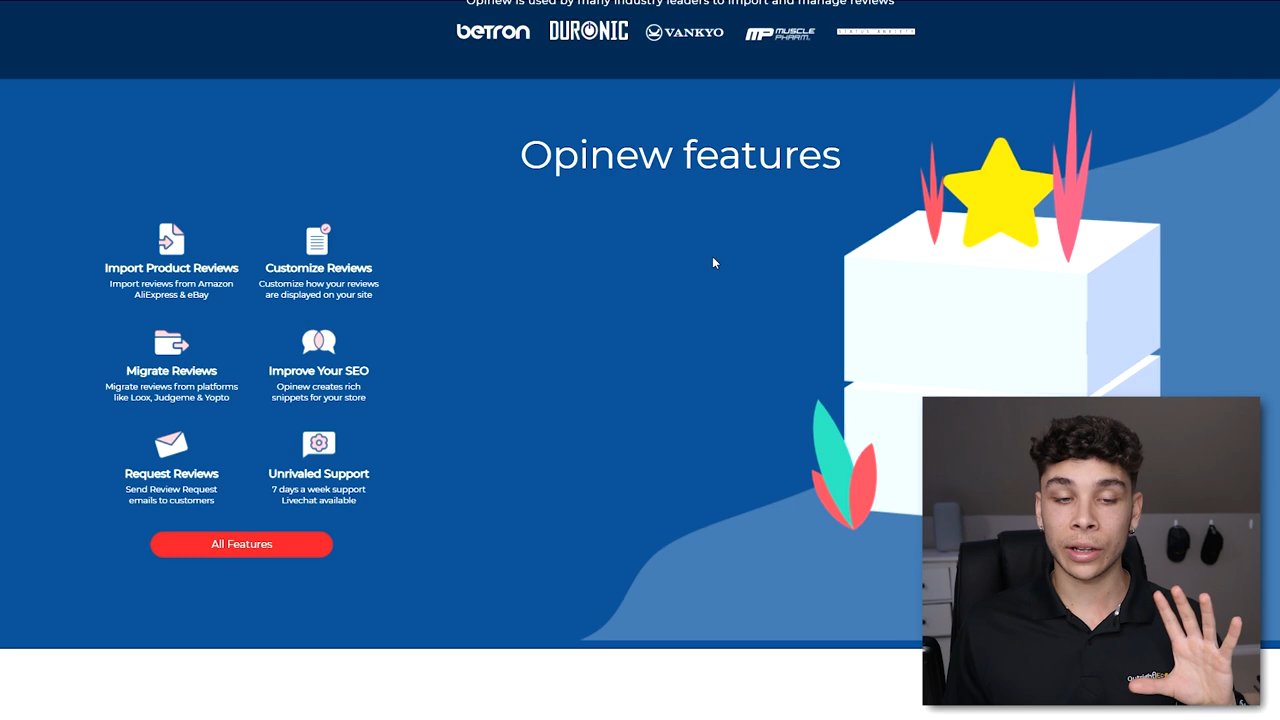 Opinew is used by many industry leaders to import and manage reviews
betron
DURONIC
VANKYO
MP MUSCLE PHARM.
STATUS ANXIETY
Opinew features
Import Product Reviews
Import reviews from Amazon
AliExpress & eBay
Customize Reviews
Customize how your reviews
are displayed on your site
Migrate Reviews
Migrate reviews from platforms
like Loox, Judgeme & Yopto
Improve Your SEO
Opinew creates rich
snippets for your store
Request Reviews
Send Review Request
emails to customers
Unrivaled Support
7 days a week support
Livechat available
All Features